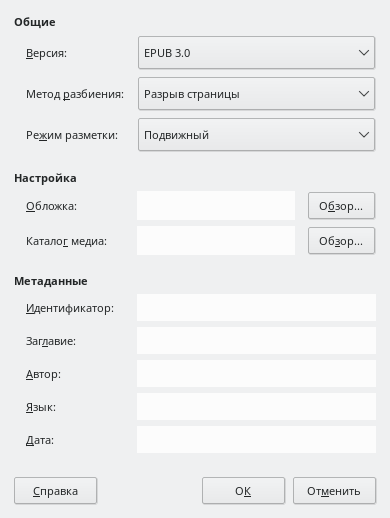 Общие
Версия: EPUB 3.0
Метод разбиения: Разрыв страницы
Режим разметки: Подвижный
Настройка
Обложка: Обзор...
Каталог медиа: Обзор...
Метаданные
Идентификатор:
Заглавие:
Автор:
Язык:
Дата:
Справка ОК Отменить